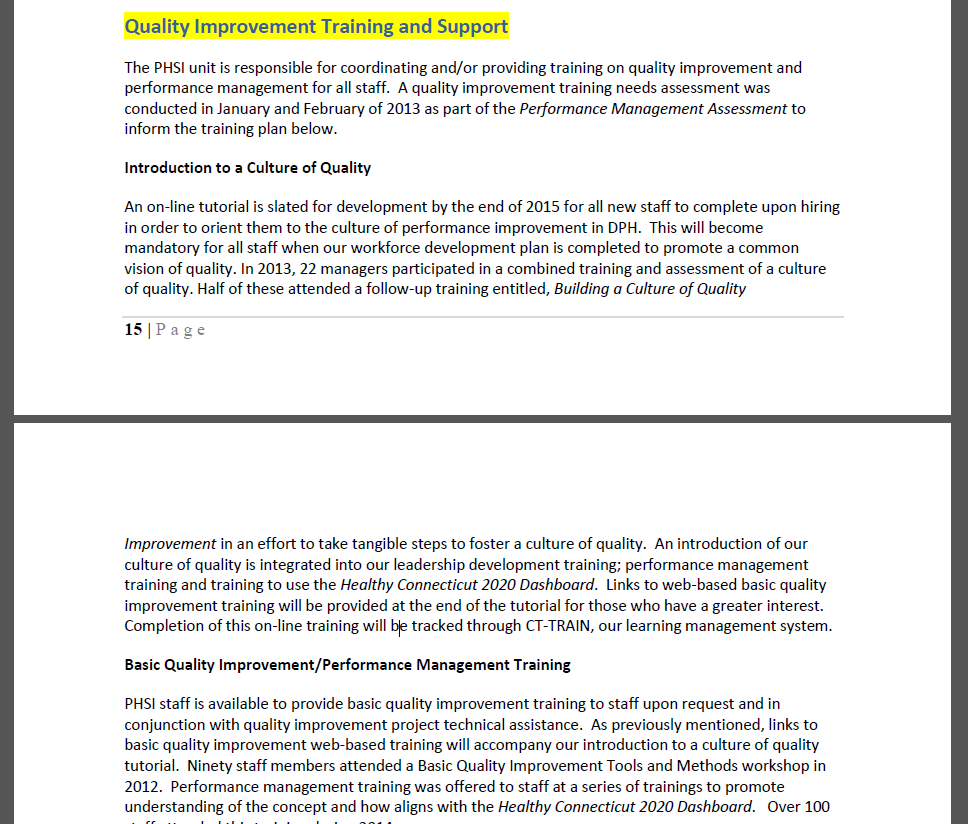 Quality Improvement Training and Support
The PHSI unit is responsible for coordinating and/or providing training on quality improvement and
performance management for all staff.  A quality improvement training needs assessment was
conducted in January and February of 2013 as part of the Performance Management Assessment to
inform the training plan below.
Introduction to a Culture of Quality
An on-line tutorial is slated for development by the end of 2015 for all new staff to complete upon hiring
in order to orient them to the culture of performance improvement in DPH.  This will become
mandatory for all staff when our workforce development plan is completed to promote a common
vision of quality. In 2013, 22 managers participated in a combined training and assessment of a culture
of quality. Half of these attended a follow-up training entitled, Building a Culture of Quality
15 | Page
Improvement in an effort to take tangible steps to foster a culture of quality.  An introduction of our
culture of quality is integrated into our leadership development training; performance management
training and training to use the Healthy Connecticut 2020 Dashboard.  Links to web-based basic quality
improvement training will be provided at the end of the tutorial for those who have a greater interest.
Completion of this on-line training will be tracked through CT-TRAIN, our learning management system.
Basic Quality Improvement/Performance Management Training
PHSI staff is available to provide basic quality improvement training to staff upon request and in
conjunction with quality improvement project technical assistance.  As previously mentioned, links to
basic quality improvement web-based training will accompany our introduction to a culture of quality
tutorial.  Ninety staff members attended a Basic Quality Improvement Tools and Methods workshop in
2012.  Performance management training was offered to staff at a series of trainings to promote
understanding of the concept and how aligns with the Healthy Connecticut 2020 Dashboard.   Over 100